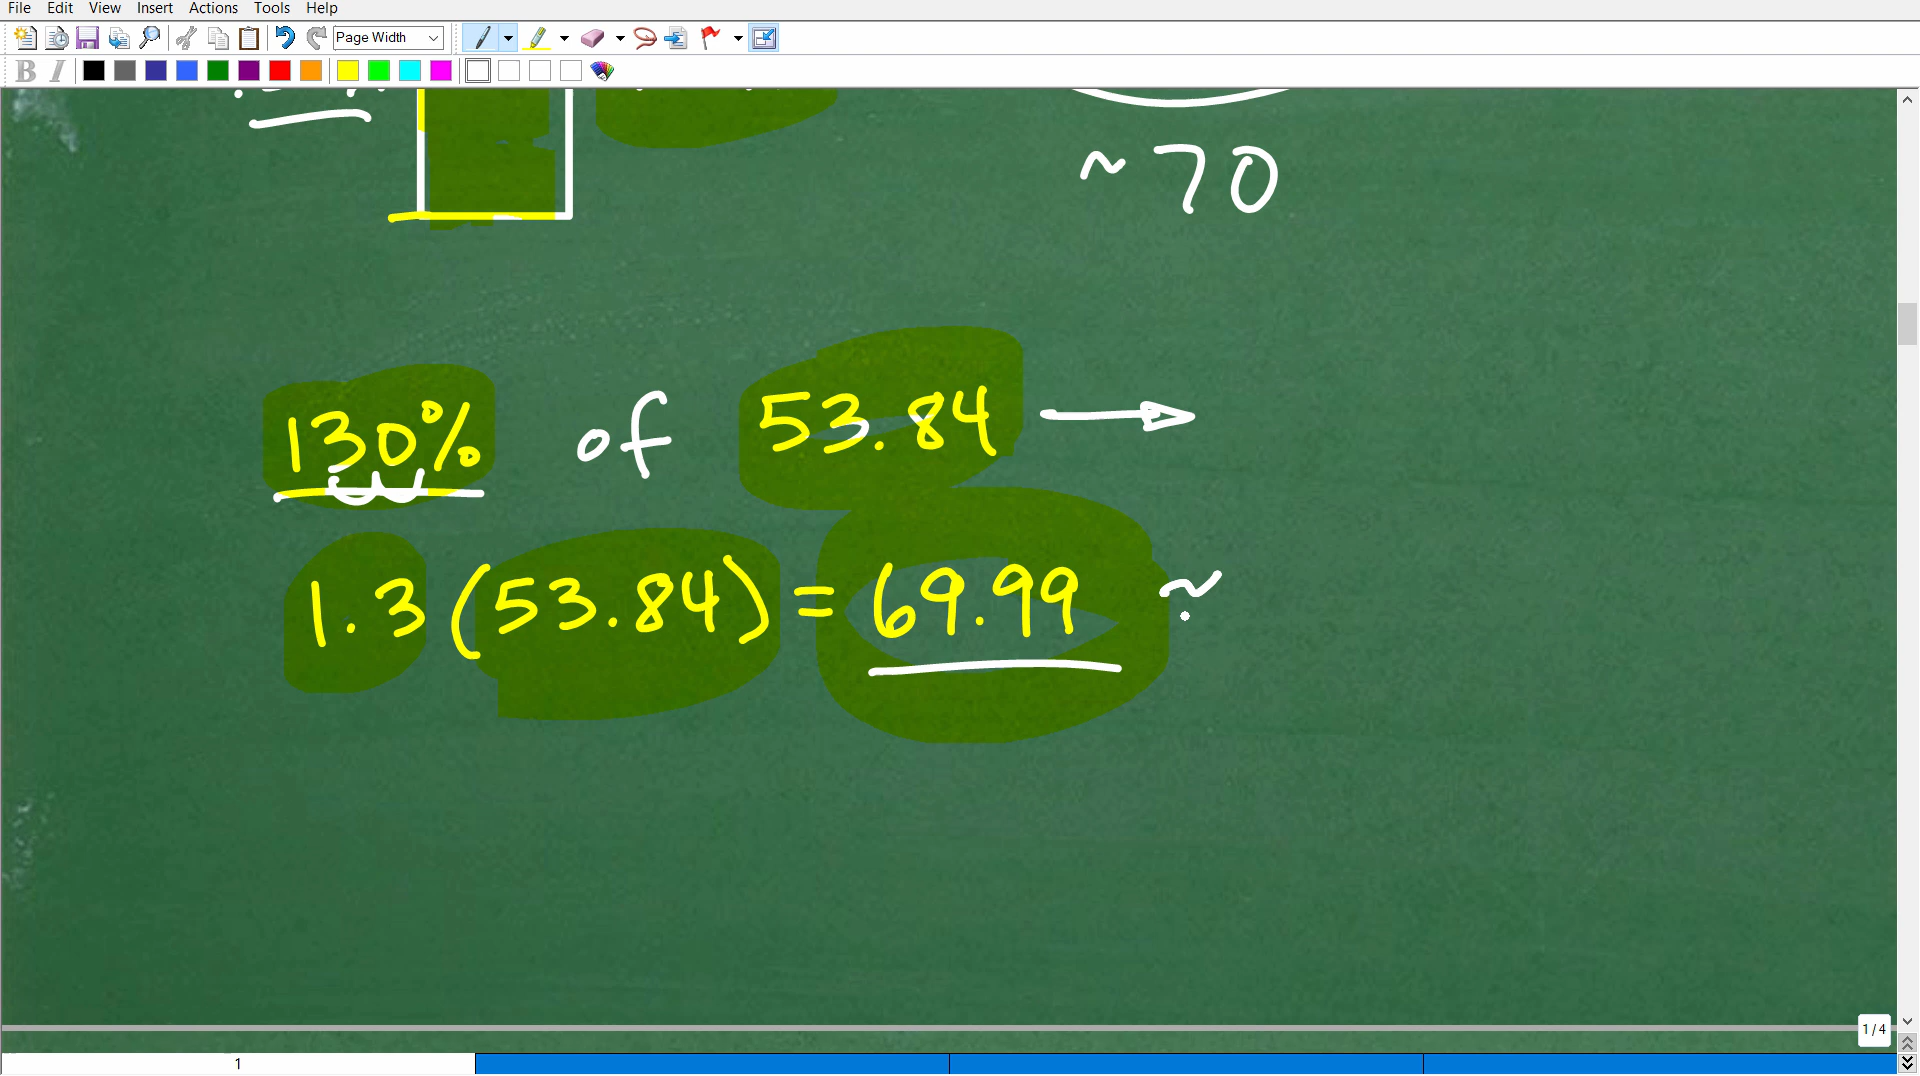 File Edit View Insert Actions Tools Help
Page Width
B I
~70
130% of 53.84 →
1.3 (53.84) = 69.99 ~
1 / 4
1